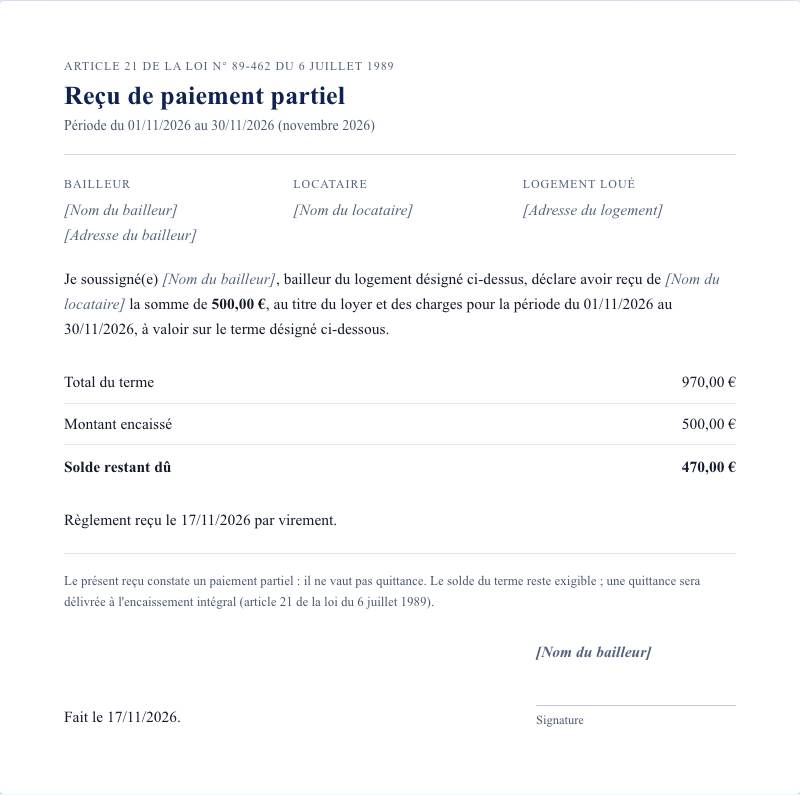 ARTICLE 21 DE LA LOI N° 89-462 DU 6 JUILLET 1989
Reçu de paiement partiel
Période du 01/11/2026 au 30/11/2026 (novembre 2026)
BAILLEUR
[Nom du bailleur]
[Adresse du bailleur]
LOCATAIRE
[Nom du locataire]
LOGEMENT LOUÉ
[Adresse du logement]
Je soussigné(e) [Nom du bailleur], bailleur du logement désigné ci-dessus, déclare avoir reçu de [Nom du
locataire] la somme de 500,00 €, au titre du loyer et des charges pour la période du 01/11/2026 au
30/11/2026, à valoir sur le terme désigné ci-dessous.
Total du terme 970,00 €
Montant encaissé 500,00 €
Solde restant dû 470,00 €
Règlement reçu le 17/11/2026 par virement.
Le présent reçu constate un paiement partiel : il ne vaut pas quittance. Le solde du terme reste exigible ; une quittance sera
délivrée à l'encaissement intégral (article 21 de la loi du 6 juillet 1989).
[Nom du bailleur]
Fait le 17/11/2026.
Signature